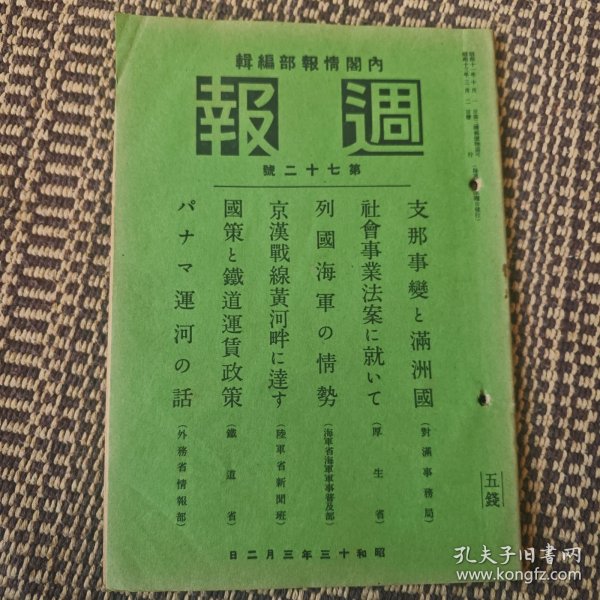 內閣情報部編輯
週報
第七十二號
支那事變と滿洲國
(對滿事務局)
社會事業法案に就いて
(厚生省)
列國海軍の情勢
(海軍省海軍軍事普及部)
京漢戰線黃河畔に達す
(陸軍省新聞班)
國策と鐵道運賃政策
(鐵道省)
パナマ運河の話
(外務省情報部)
五錢
昭和十三年三月二日
孔夫子旧书网
www.kongfz.com